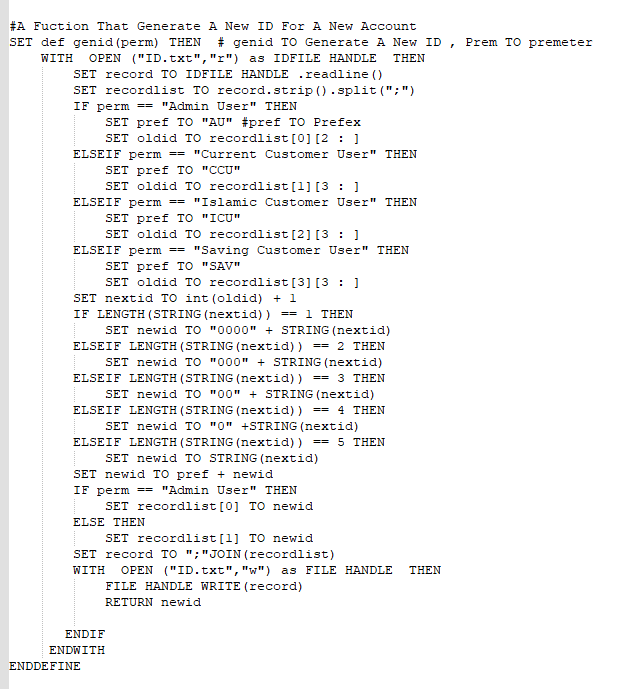 #A Fuction That Generate A New ID For A New Account
SET def genid(perm) THEN  # genid TO Generate A New ID , Prem TO premeter
    WITH  OPEN ("ID.txt","r") as IDFILE HANDLE  THEN
        SET record TO IDFILE HANDLE .readline()
        SET recordlist TO record.strip().split(";")
        IF perm == "Admin User" THEN
            SET pref TO "AU" #pref TO Prefex
            SET oldid TO recordlist[0][2 : ]
        ELSEIF perm == "Current Customer User" THEN
            SET pref TO "CCU"
            SET oldid TO recordlist[1][3 : ]
        ELSEIF perm == "Islamic Customer User" THEN
            SET pref TO "ICU"
            SET oldid TO recordlist[2][3 : ]
        ELSEIF perm == "Saving Customer User" THEN
            SET pref TO "SAV"
            SET oldid TO recordlist[3][3 : ]
        SET nextid TO int(oldid) + 1
        IF LENGTH(STRING(nextid)) == 1 THEN
            SET newid TO "0000" + STRING(nextid)
        ELSEIF LENGTH(STRING(nextid)) == 2 THEN
            SET newid TO "000" + STRING(nextid)
        ELSEIF LENGTH(STRING(nextid)) == 3 THEN
            SET newid TO "00" + STRING(nextid)
        ELSEIF LENGTH(STRING(nextid)) == 4 THEN
            SET newid TO "0" +STRING(nextid)
        ELSEIF LENGTH(STRING(nextid)) == 5 THEN
            SET newid TO STRING(nextid)
        SET newid TO pref + newid
        IF perm == "Admin User" THEN
            SET recordlist[0] TO newid
        ELSE THEN
            SET recordlist[1] TO newid
        SET record TO ";"JOIN(recordlist)
        WITH  OPEN ("ID.txt","w") as FILE HANDLE  THEN
            FILE HANDLE WRITE(record)
            RETURN newid
       ENDIF
     ENDWITH
ENDDEFINE